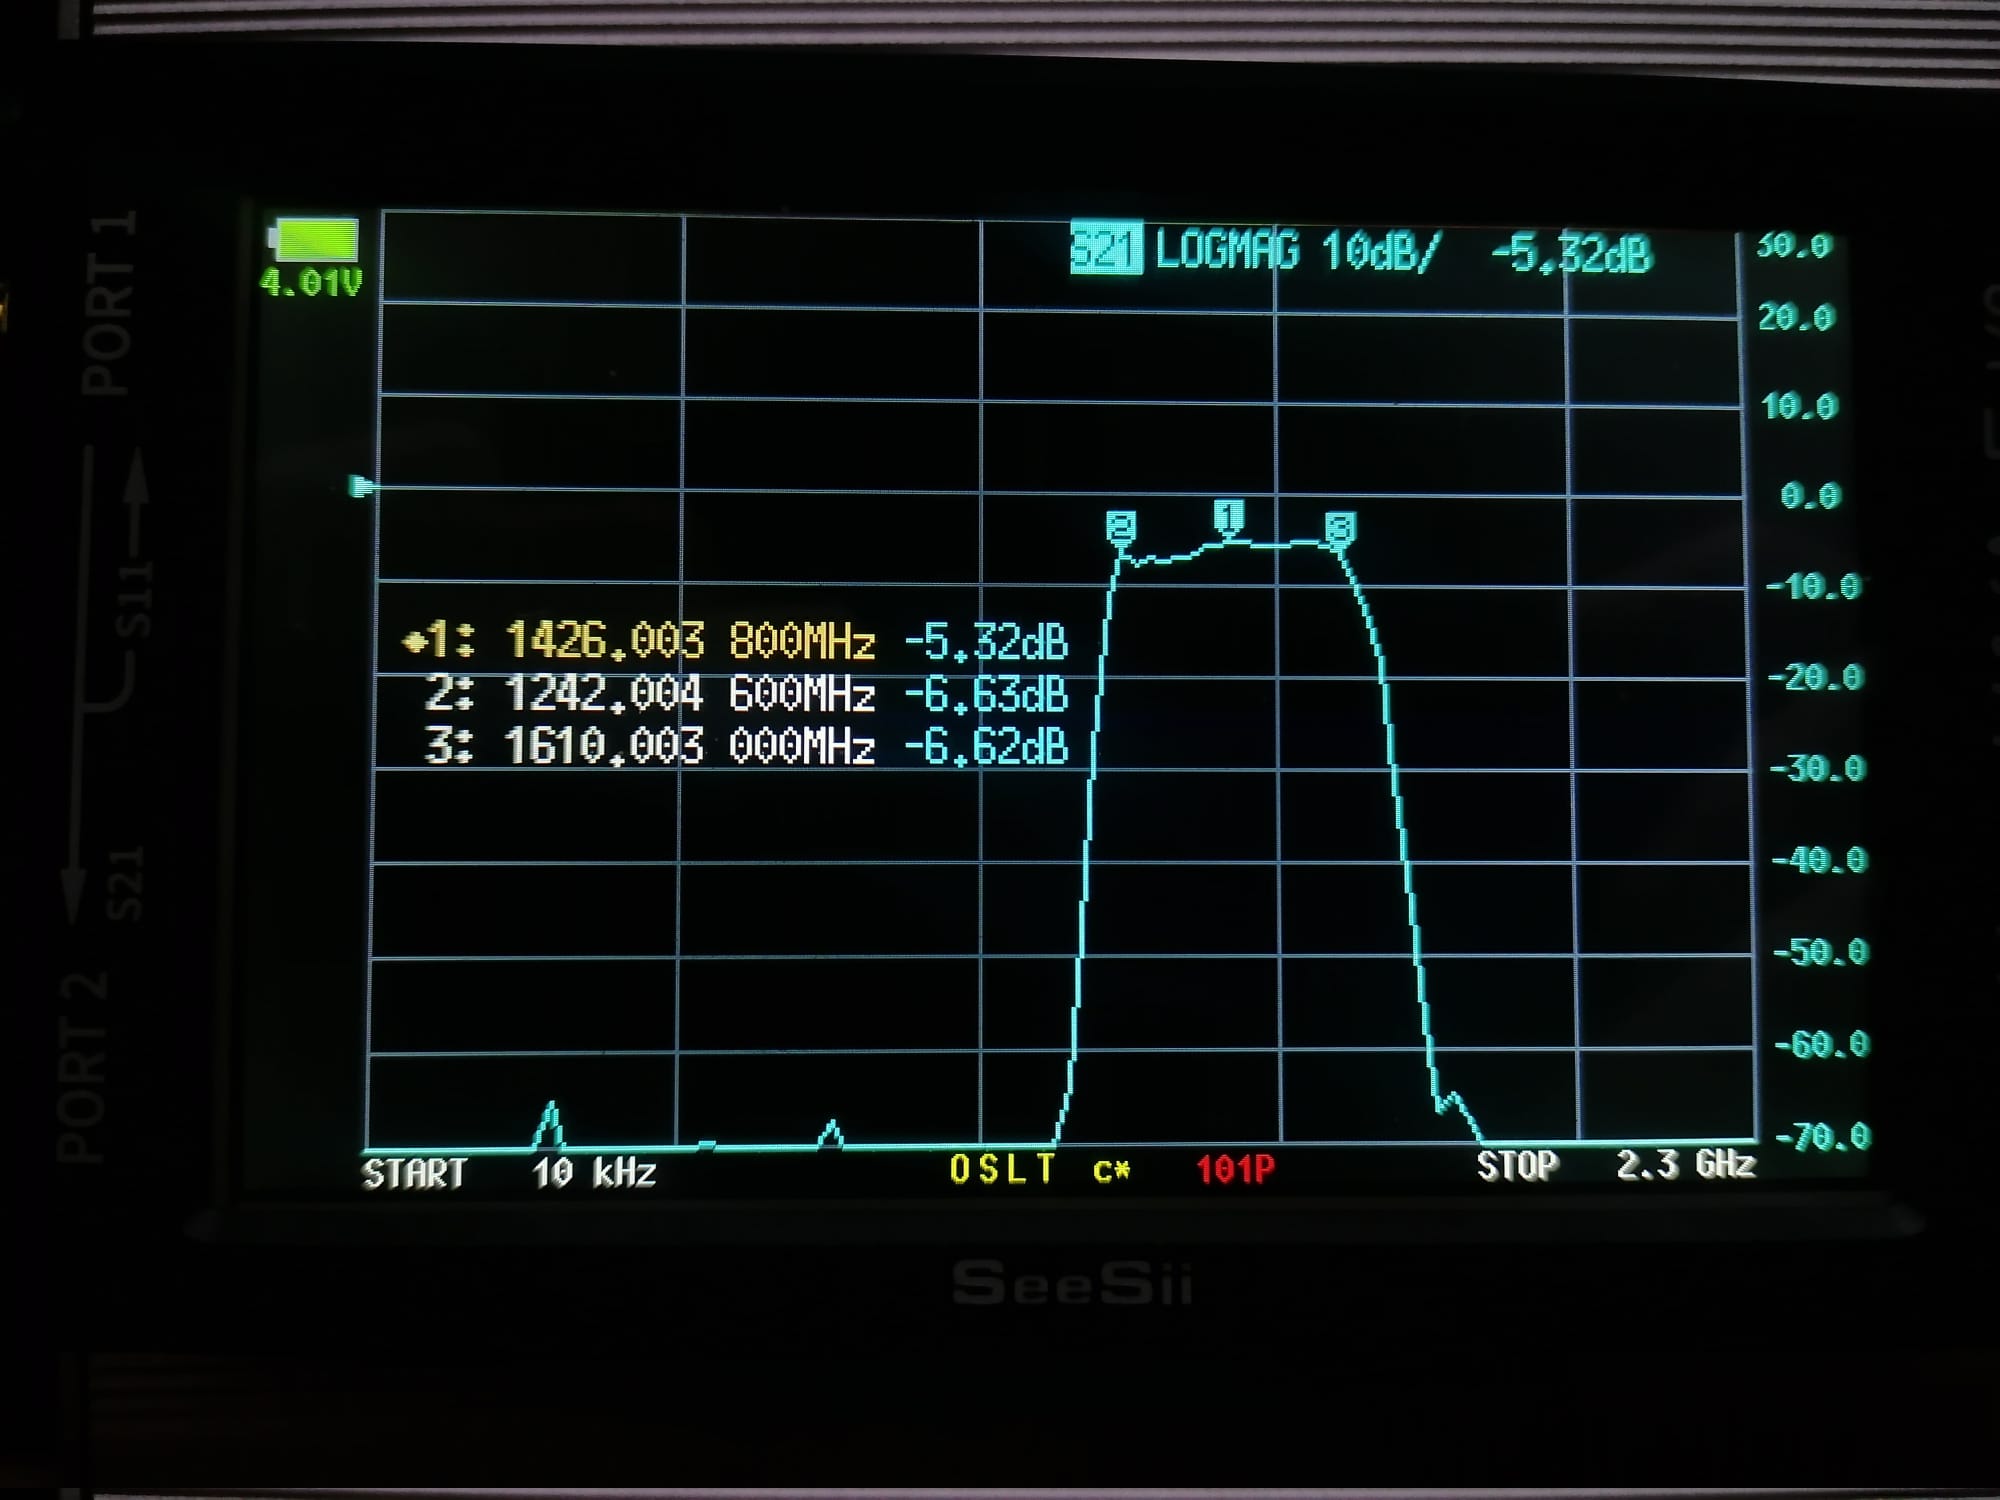 PORT 1
S11
S21
PORT 2
4.01V
S21 LOGMAG 10dB/ -5.32dB
30.0
20.0
10.0
0.0
-10.0
-20.0
-30.0
-40.0
-50.0
-60.0
-70.0
2
1
3
1: 1426.003 800MHz -5.32dB
2: 1242.004 600MHz -6.63dB
3: 1610.003 000MHz -6.62dB
START 10 kHz OSLT c* 101P STOP 2.3 GHz
SeeSii